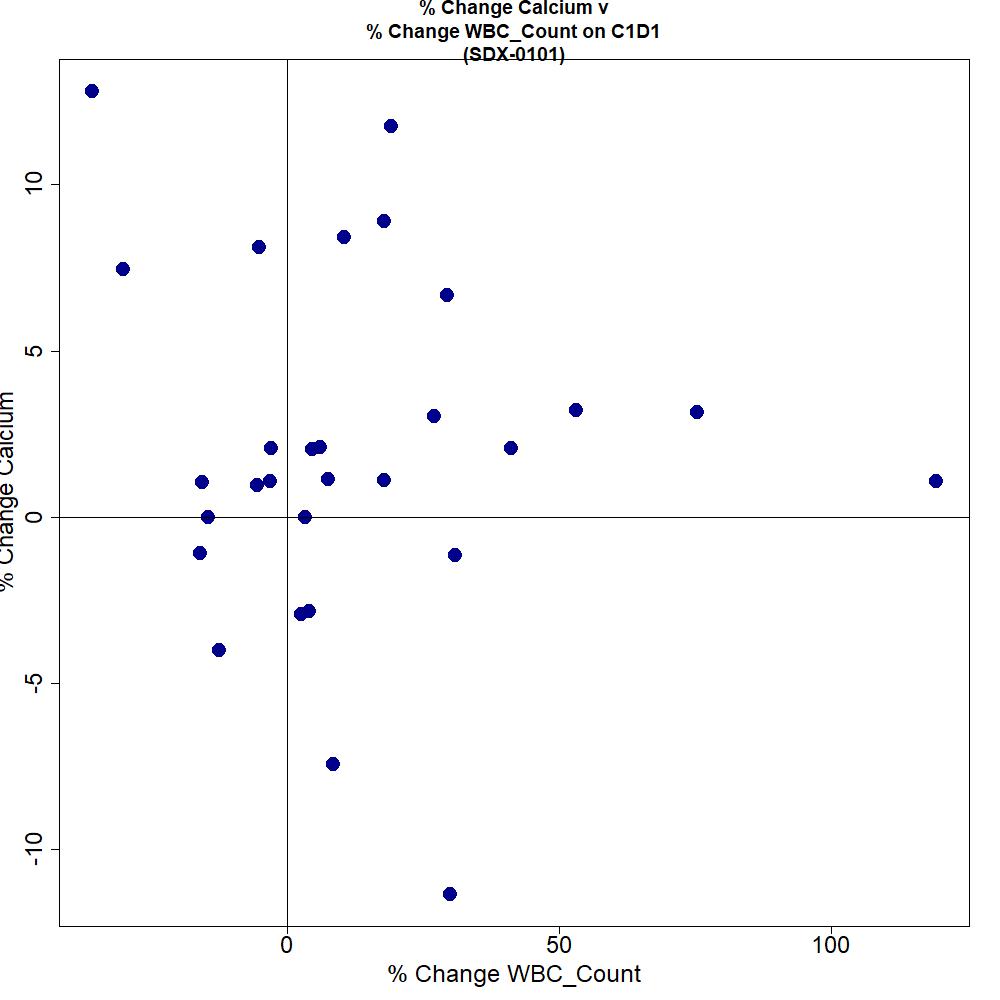 % Change Calcium v
% Change WBC_Count on C1D1
(SDX-0101)
% Change Calcium
10
5
0
-5
-10
0
50
100
% Change WBC_Count